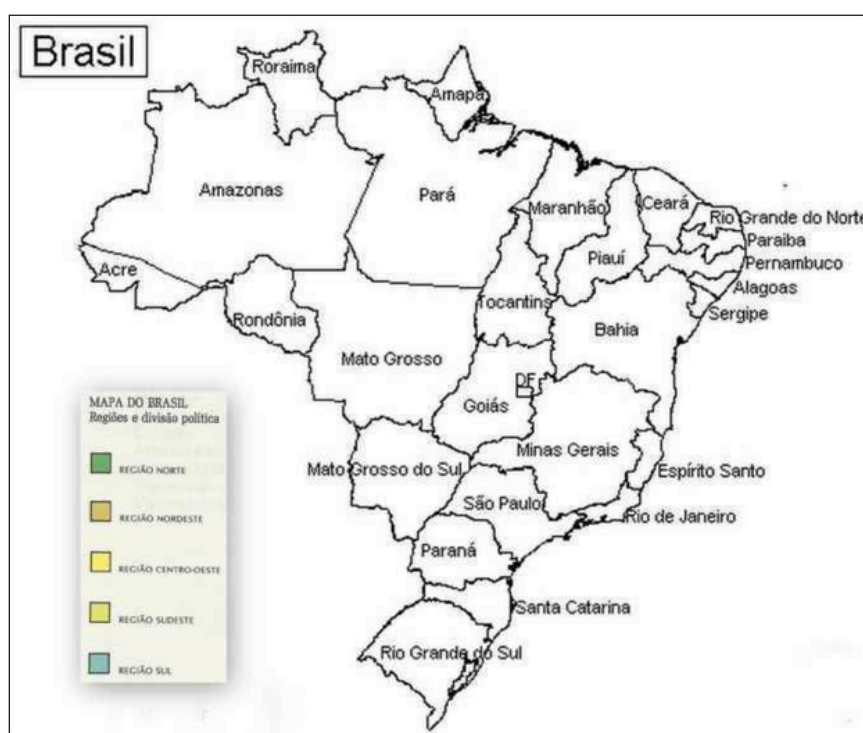 Brasil
Roraima
Amapa
Amazonas
Pará
Maranhão
Ceará
Rio Grande do Norte
Paraiba
Piauí
Pernambuco
Acre
Alagoas
Tocantins
Sergipe
Rondônia
Bahia
Mato Grosso
DF
Goiás
MAPA DO BRASIL
Regiões e divisão política
REGIÃO NORTE
REGIÃO NORDESTE
REGIÃO CENTRO-OESTE
REGIÃO SUDESTE
REGIÃO SUL
Minas Gerais
Mato Grosso do Sul
Espírito Santo
São Paulo
Rio de Janeiro
Paraná
Santa Catarina
Rio Grande do Sul